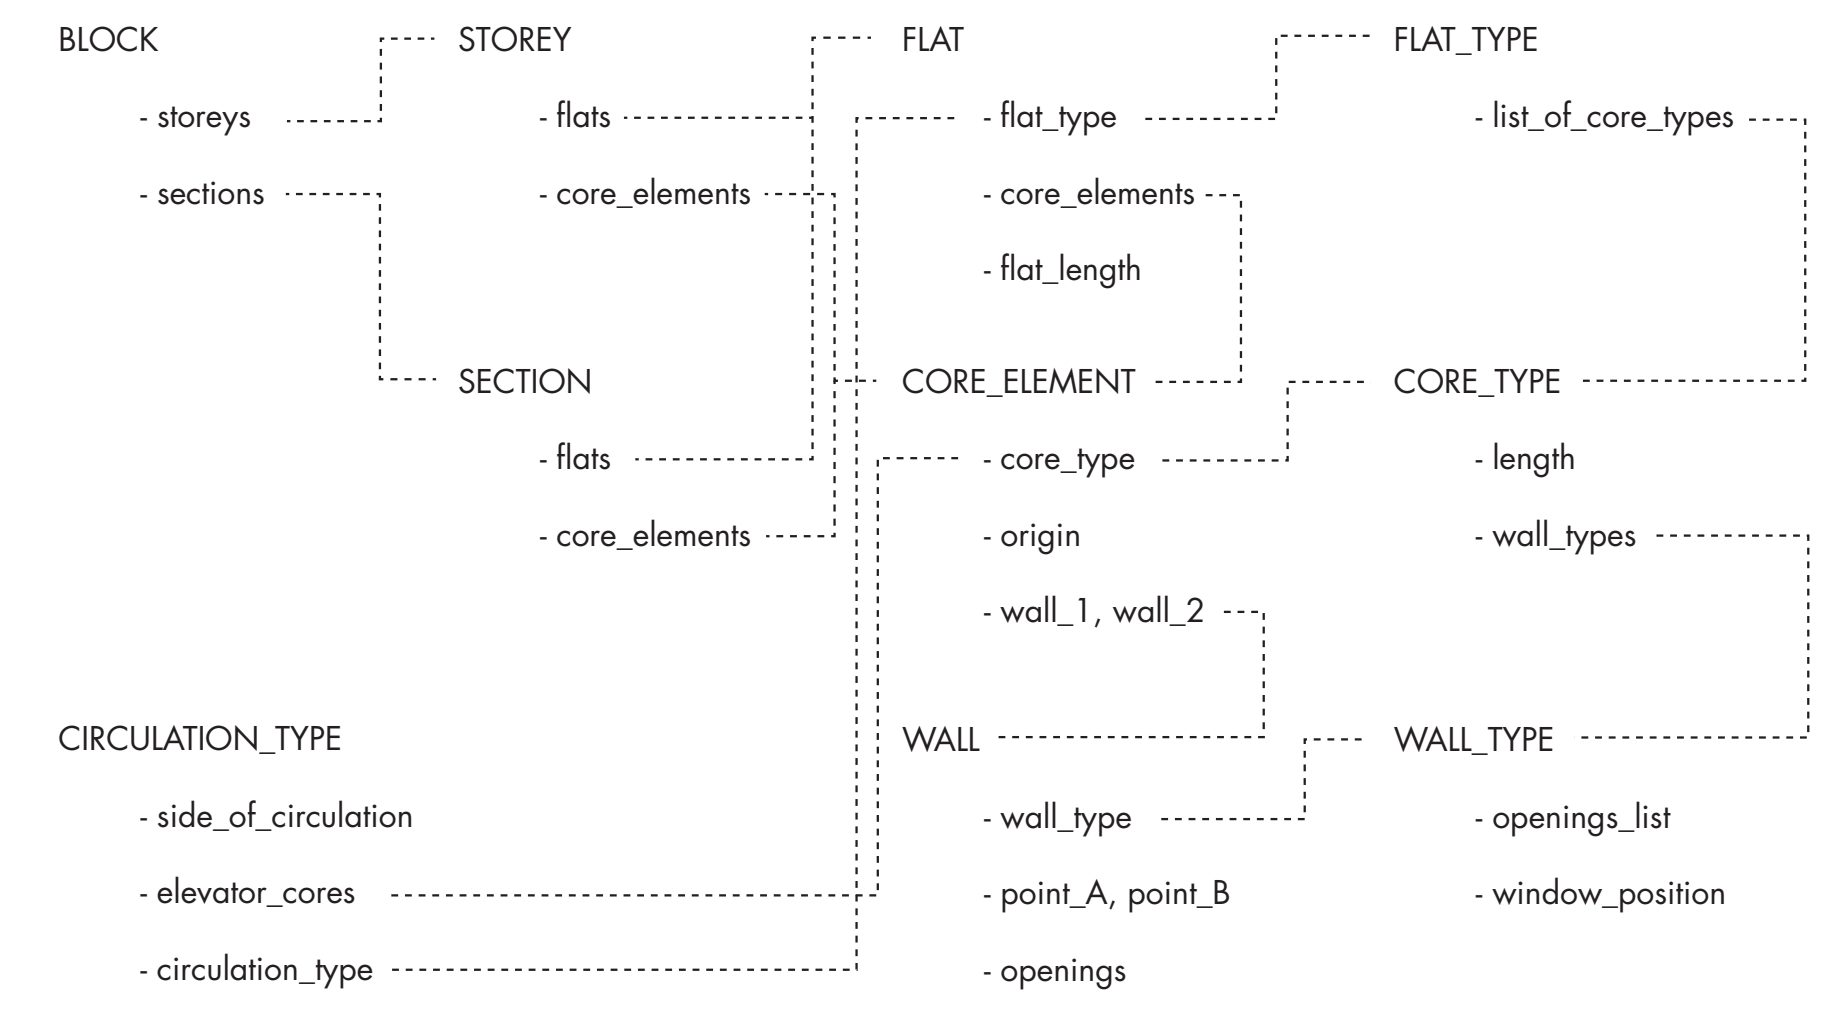 BLOCK
- storeys
- sections
STOREY
- flats
- core_elements
SECTION
- flats
- core_elements
FLAT
- flat_type
- core_elements
- flat_length
CORE_ELEMENT
- core_type
- origin
- wall_1, wall_2
WALL
- wall_type
- point_A, point_B
- openings
FLAT_TYPE
- list_of_core_types
CORE_TYPE
- length
- wall_types
WALL_TYPE
- openings_list
- window_position
CIRCULATION_TYPE
- side_of_circulation
- elevator_cores
- circulation_type